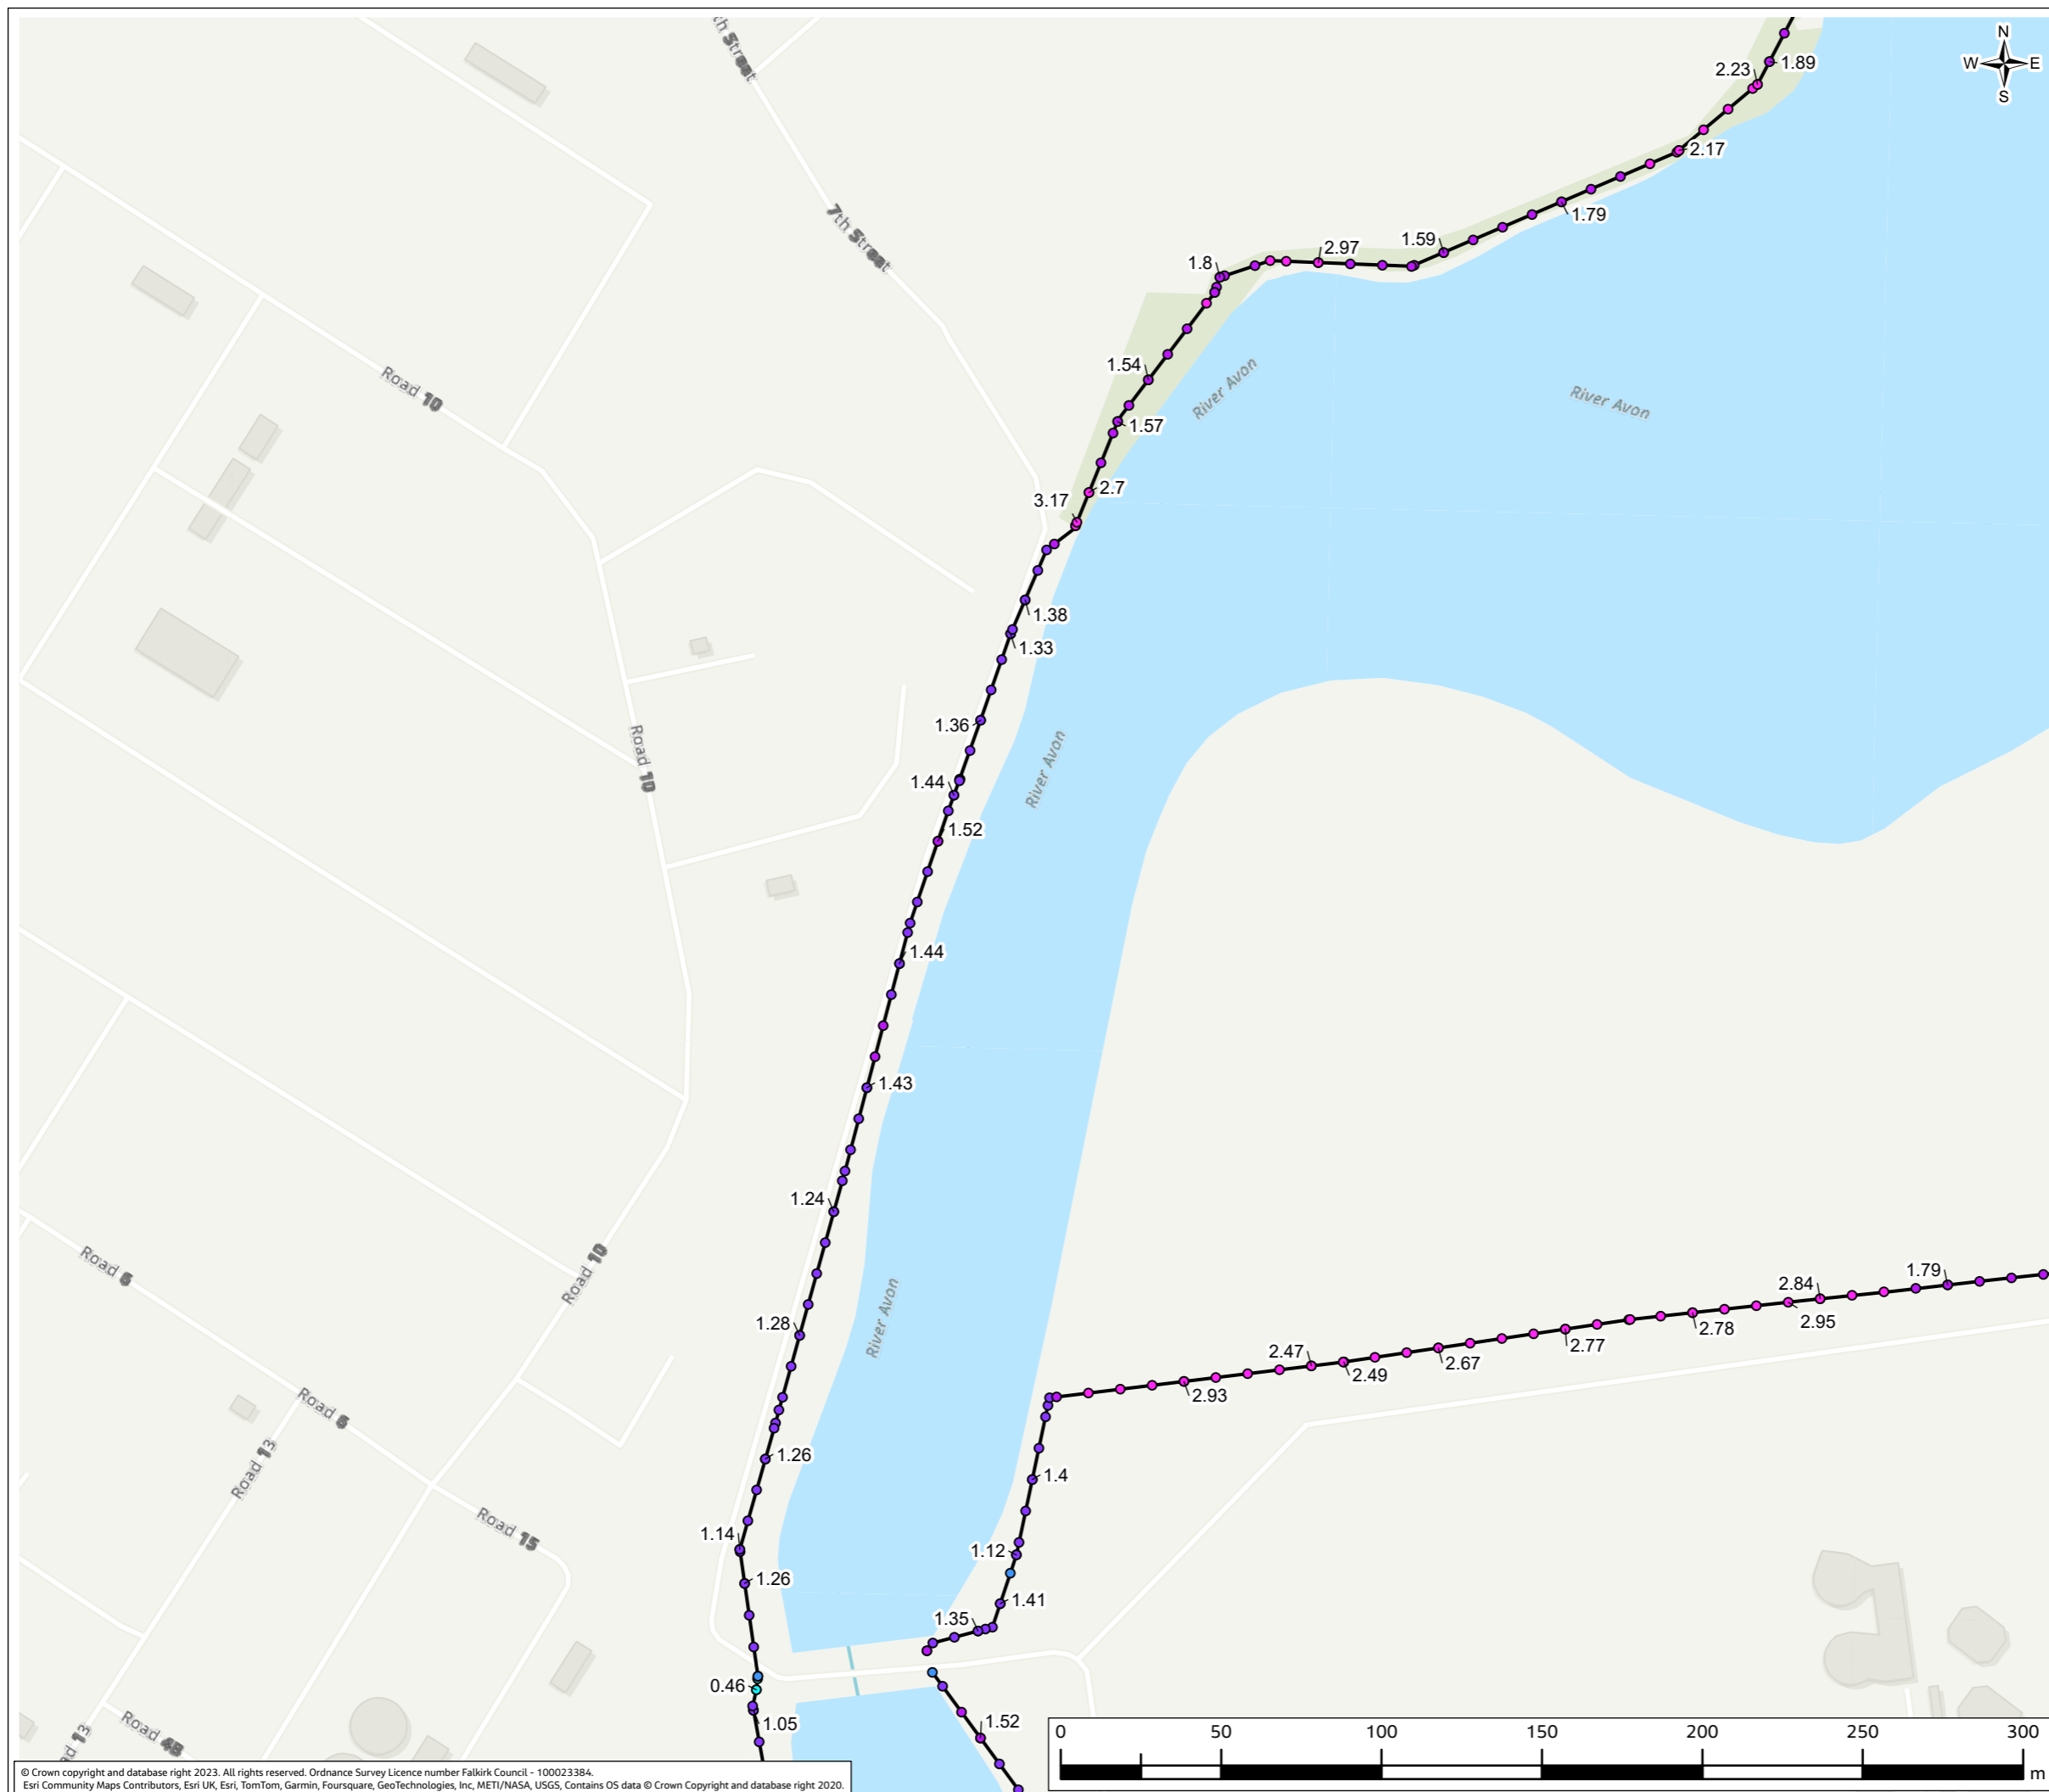 th Street
N
W E
S
2.23
1.89
2.17
7th Street
1.79
1.59
2.97
1.8
1.54
River Avon
River Avon
Road 10
1.57
2.7
3.17
1.38
1.33
1.36
River Avon
Road 10
1.44
1.52
1.44
1.43
1.24
Road 6
Road 10
River Avon
1.28
1.79
2.84
2.95
2.78
2.77
2.47
2.67
2.49
2.93
Road 6
Road 13
1.26
1.4
Road 15
1.14
1.12
1.26
1.41
1.35
0.46
1.05
1.52
Road 4B
ad 13
0 50 100 150 200 250 300
m
© Crown copyright and database right 2023. All rights reserved. Ordnance Survey Licence number Falkirk Council - 100023384.
Esri Community Maps Contributors, Esri UK, Esri, TomTom, Garmin, Foursquare, GeoTechnologies, Inc, METI/NASA, USGS, Contains OS data © Crown Copyright and database right 2020.